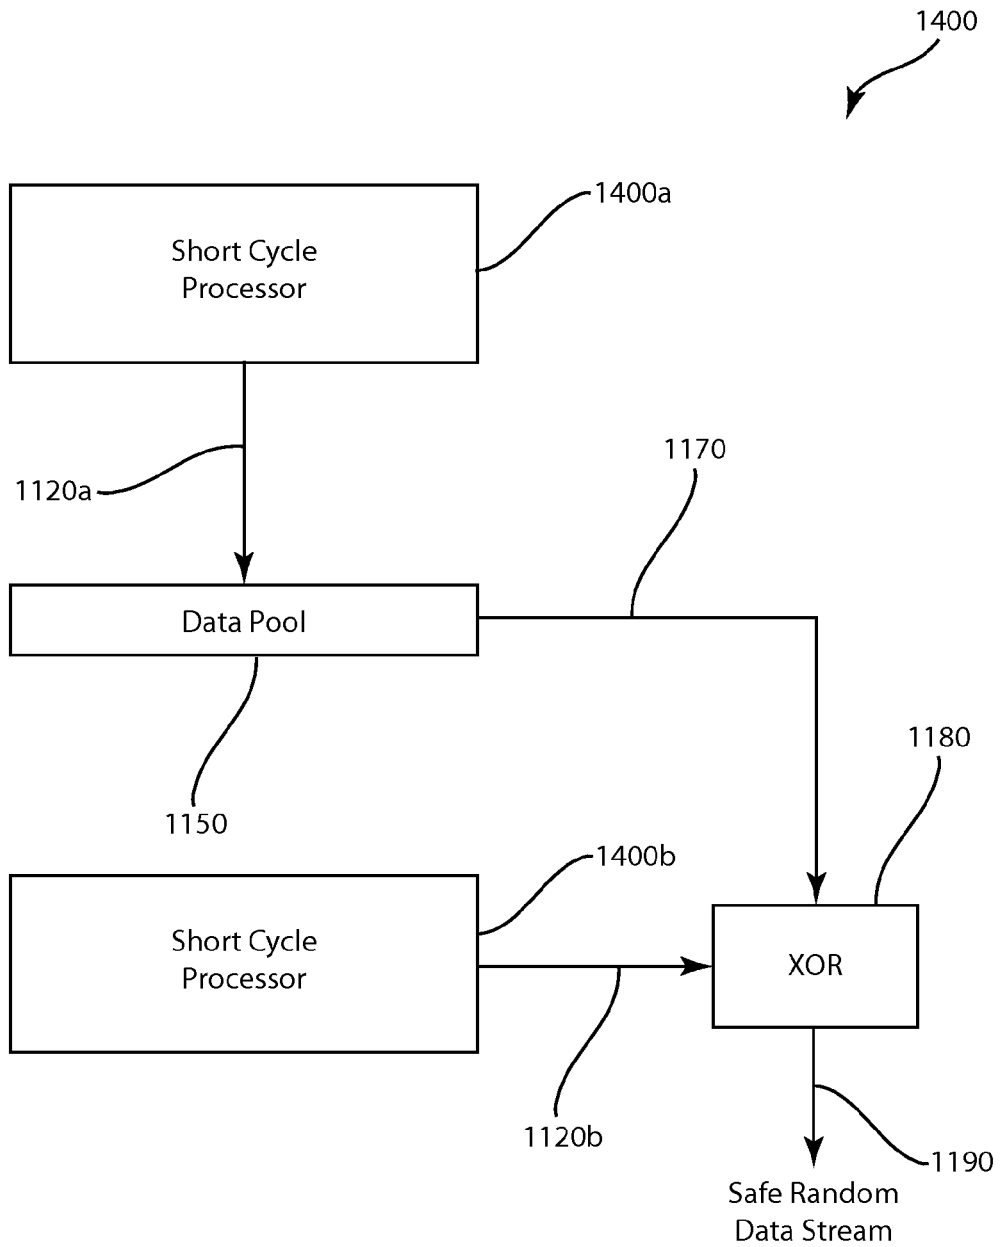 1400
1400a
Short Cycle
Processor
1170
1120a
Data Pool
1180
1150
1400b
Short Cycle
Processor
XOR
1120b
1190
Safe Random
Data Stream